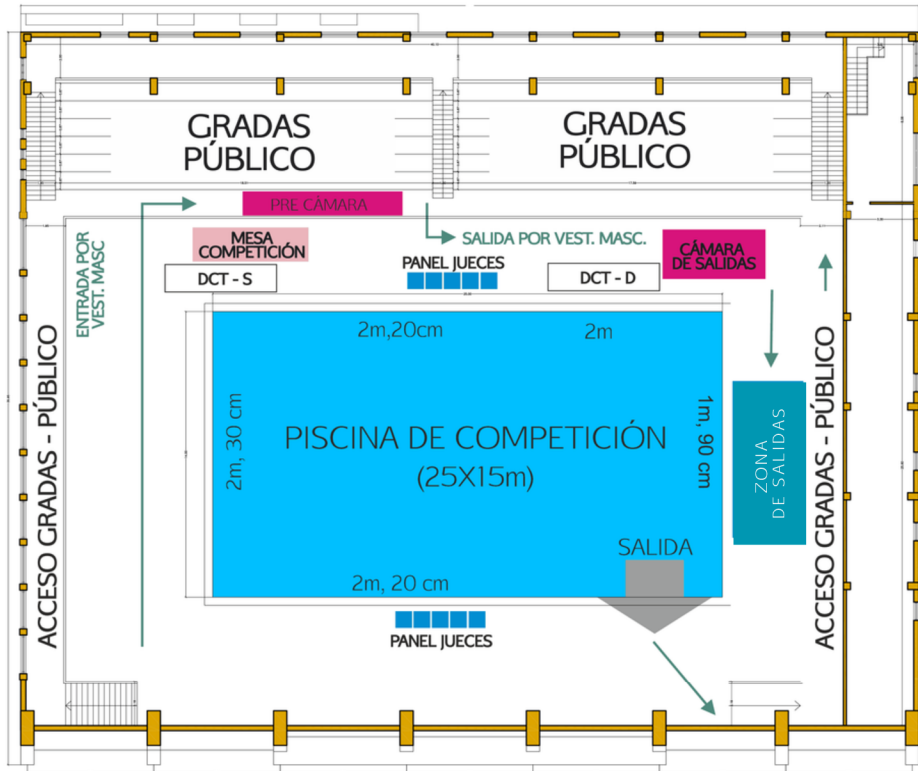 GRADAS
PÚBLICO
GRADAS
PÚBLICO
PRE CÀMARA
ENTRADA POR
VEST. MASC
MESA
COMPETICIÓN
SALIDA POR VEST. MASC.
CÁMARA
DE SALIDAS
PANEL JUECES
DCT - S
DCT - D
2m,20cm
2m
2m, 30 cm
PISCINA DE COMPETICIÓN
(25X15m)
1m, 90 cm
ZONA
DE SALIDAS
ACCESO GRADAS - PÚBLICO
ACCESO GRADAS - PÚBLICO
SALIDA
2m, 20 cm
PANEL JUECES